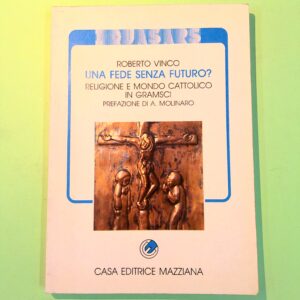 I QUASARS
ROBERTO VINCO
UNA FEDE SENZA FUTURO?
RELIGIONE E MONDO CATTOLICO
IN GRAMSCI
PREFAZIONE DI A. MOLINARO
CASA EDITRICE MAZZIANA